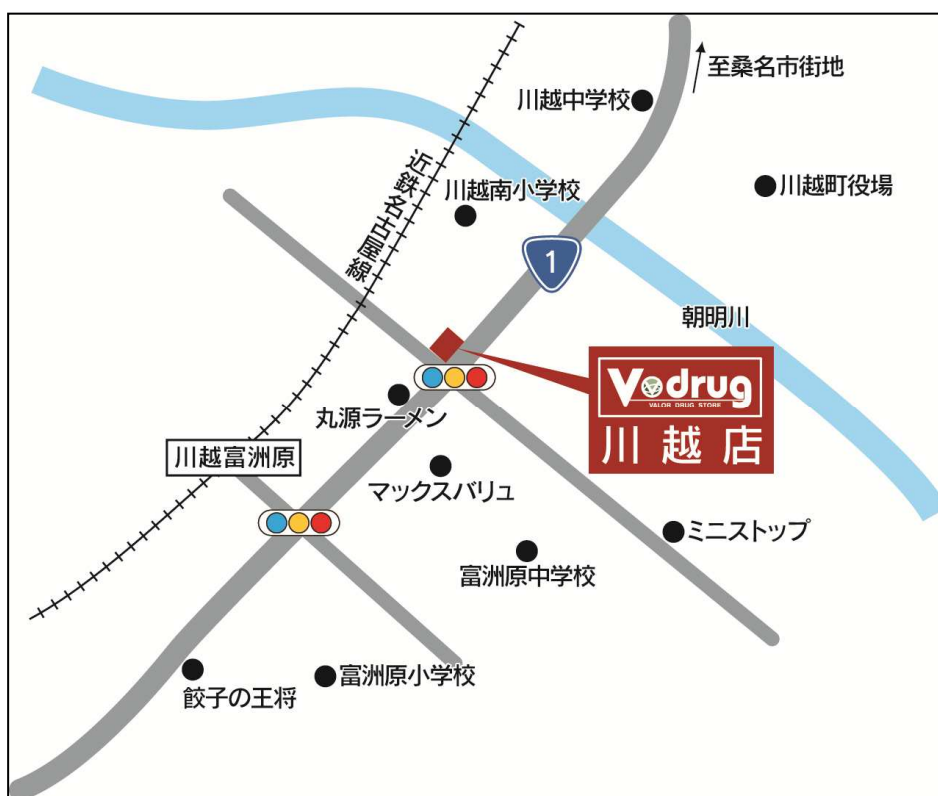 至桑名市街地
川越中学校
川越町役場
近鉄名古屋線
川越南小学校
1
朝明川
V・drug
VALOR DRUG STORE
川越店
丸源ラーメン
川越富洲原
マックスバリュ
ミニストップ
富洲原中学校
餃子の王将
富洲原小学校